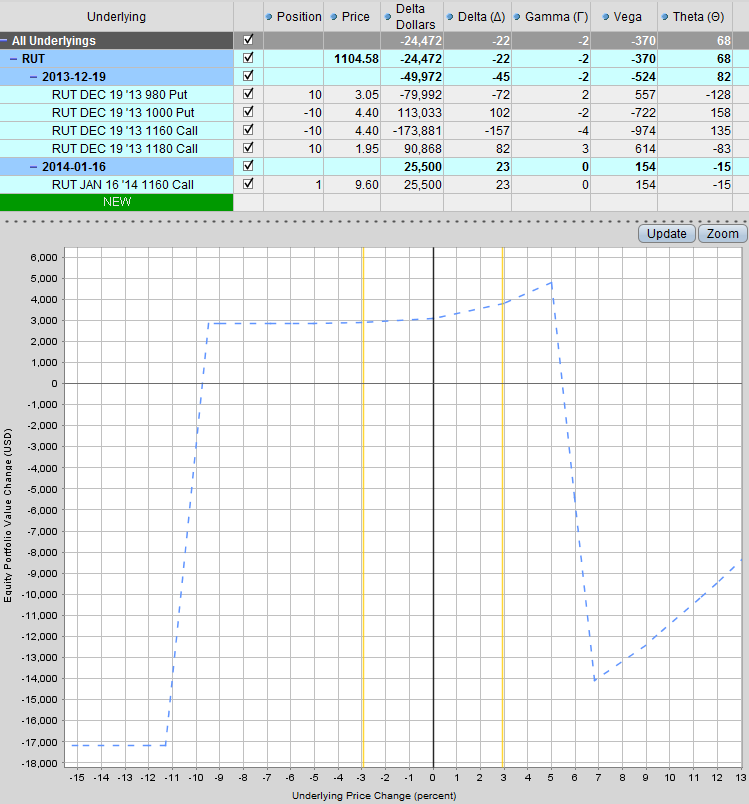 Underlying Position Price Delta Dollars Delta (Δ) Gamma (Γ) Vega Theta (Θ)
All Underlyings -24,472 -22 -2 -370 68
RUT 1104.58 -24,472 -22 -2 -370 68
2013-12-19 -49,972 -45 -2 -524 82
RUT DEC 19 '13 980 Put 10 3.05 -79,992 -72 2 557 -128
RUT DEC 19 '13 1000 Put -10 4.40 113,033 102 -2 -722 158
RUT DEC 19 '13 1160 Call -10 4.40 -173,881 -157 -4 -974 135
RUT DEC 19 '13 1180 Call 10 1.95 90,868 82 3 614 -83
2014-01-16 25,500 23 0 154 -15
RUT JAN 16 '14 1160 Call 1 9.60 25,500 23 0 154 -15
NEW
Update Zoom
Equity Portfolio Value Change (USD)
6,000
5,000
4,000
3,000
2,000
1,000
0
-1,000
-2,000
-3,000
-4,000
-5,000
-6,000
-7,000
-8,000
-9,000
-10,000
-11,000
-12,000
-13,000
-14,000
-15,000
-16,000
-17,000
-18,000
-15 -14 -13 -12 -11 -10 -9 -8 -7 -6 -5 -4 -3 -2 -1 0 1 2 3 4 5 6 7 8 9 10 11 12 13
Underlying Price Change (percent)